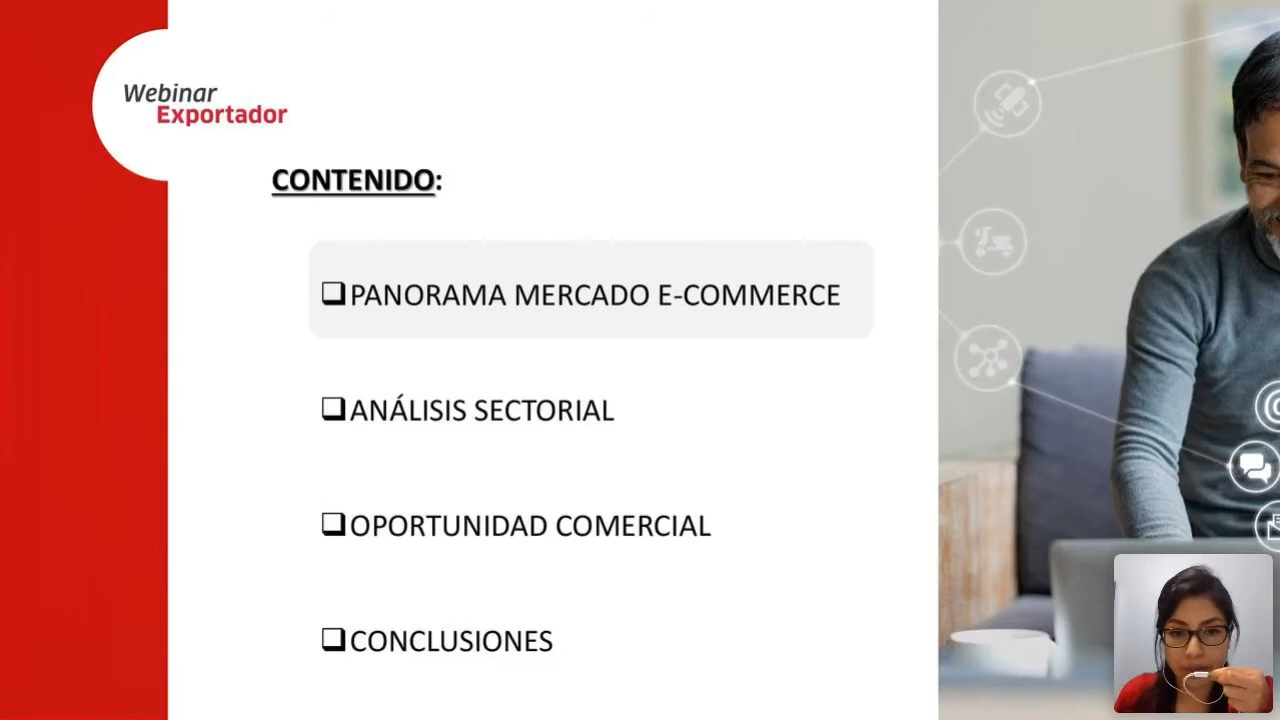 Webinar
Exportador
CONTENIDO:
❑PANORAMA MERCADO E-COMMERCE
❑ANÁLISIS SECTORIAL
❑OPORTUNIDAD COMERCIAL
❑CONCLUSIONES